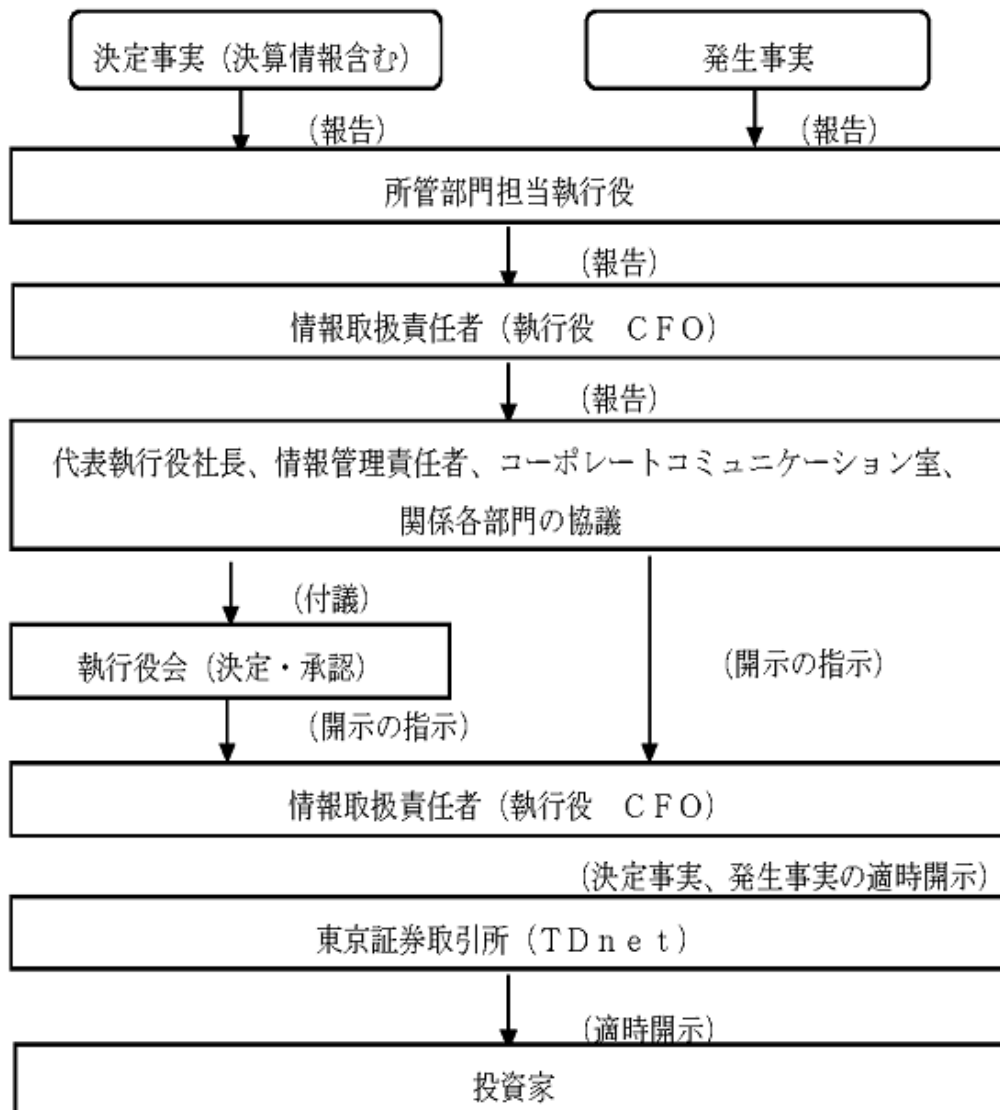 決定事実（決算情報含む）
発生事実
（報告）
（報告）
所管部門担当執行役
（報告）
情報取扱責任者（執行役　ＣＦＯ）
（報告）
代表執行役社長、情報管理責任者、コーポレートコミュニケーション室、
関係各部門の協議
（付議）
執行役会（決定・承認）
（開示の指示）
（開示の指示）
情報取扱責任者（執行役　ＣＦＯ）
（決定事実、発生事実の適時開示）
東京証券取引所（ＴＤｎｅｔ）
（適時開示）
投資家